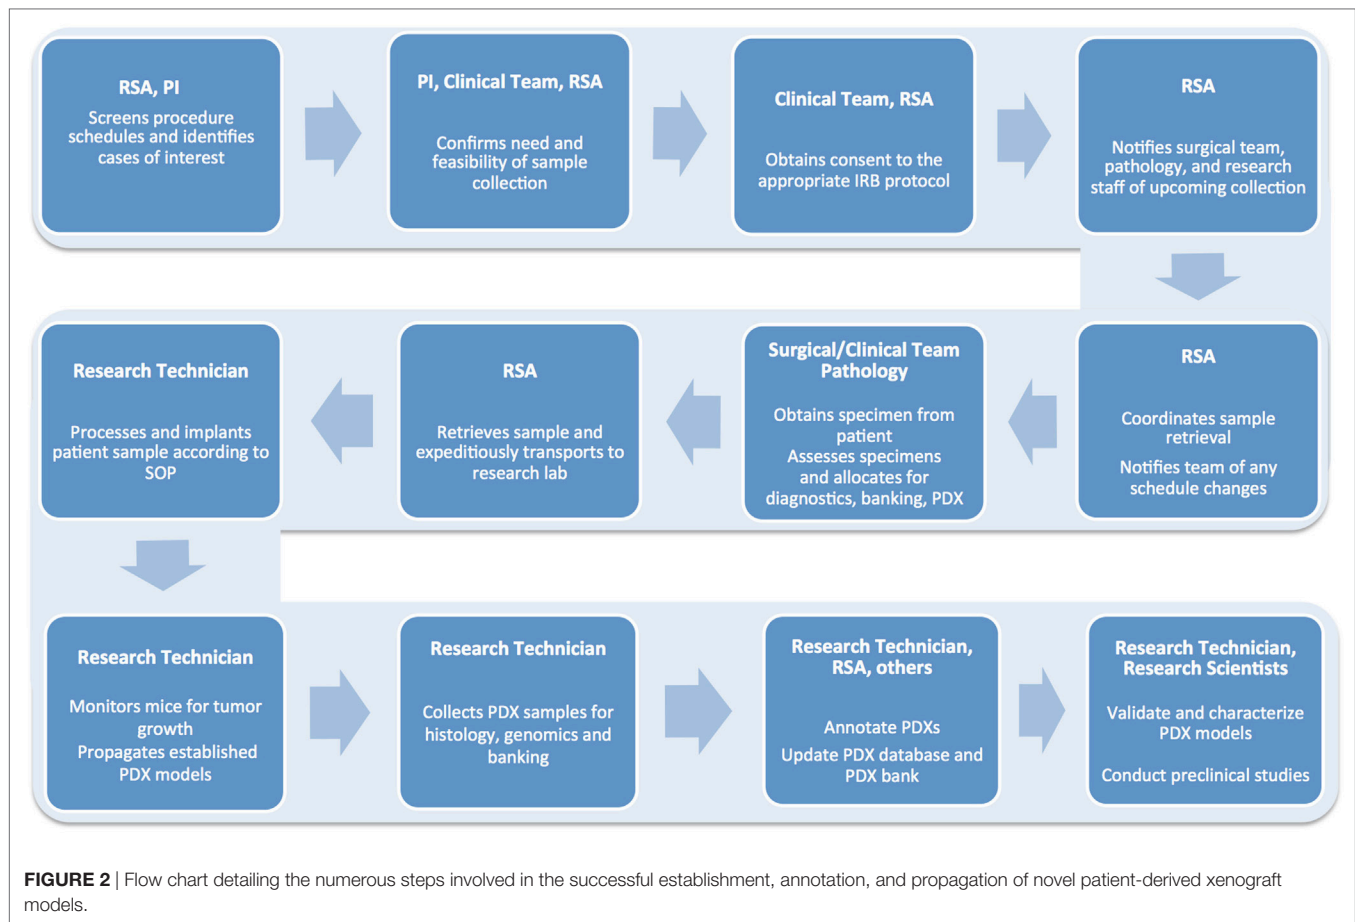 RSA, PI
Screens procedure
schedules and identifies
cases of interest
PI, Clinical Team, RSA
Confirms need and
feasibility of sample
collection
Clinical Team, RSA
Obtains consent to the
appropriate IRB protocol
RSA
Notifies surgical team,
pathology, and research
staff of upcoming collection
Research Technician
Processes and implants
patient sample according to
SOP
RSA
Retrieves sample and
expeditiously transports to
research lab
Surgical/Clinical Team
Pathology
Obtains specimen from
patient
Assesses specimens
and allocates for
diagnostics, banking, PDX
RSA
Coordinates sample
retrieval
Notifies team of any
schedule changes
Research Technician
Monitors mice for tumor
growth
Propagates established
PDX models
Research Technician
Collects PDX samples for
histology, genomics and
banking
Research Technician,
RSA, others
Annotate PDXs
Update PDX database and
PDX bank
Research Technician,
Research Scientists
Validate and characterize
PDX models
Conduct preclinical studies
FIGURE 2 | Flow chart detailing the numerous steps involved in the successful establishment, annotation, and propagation of novel patient-derived xenograft
models.